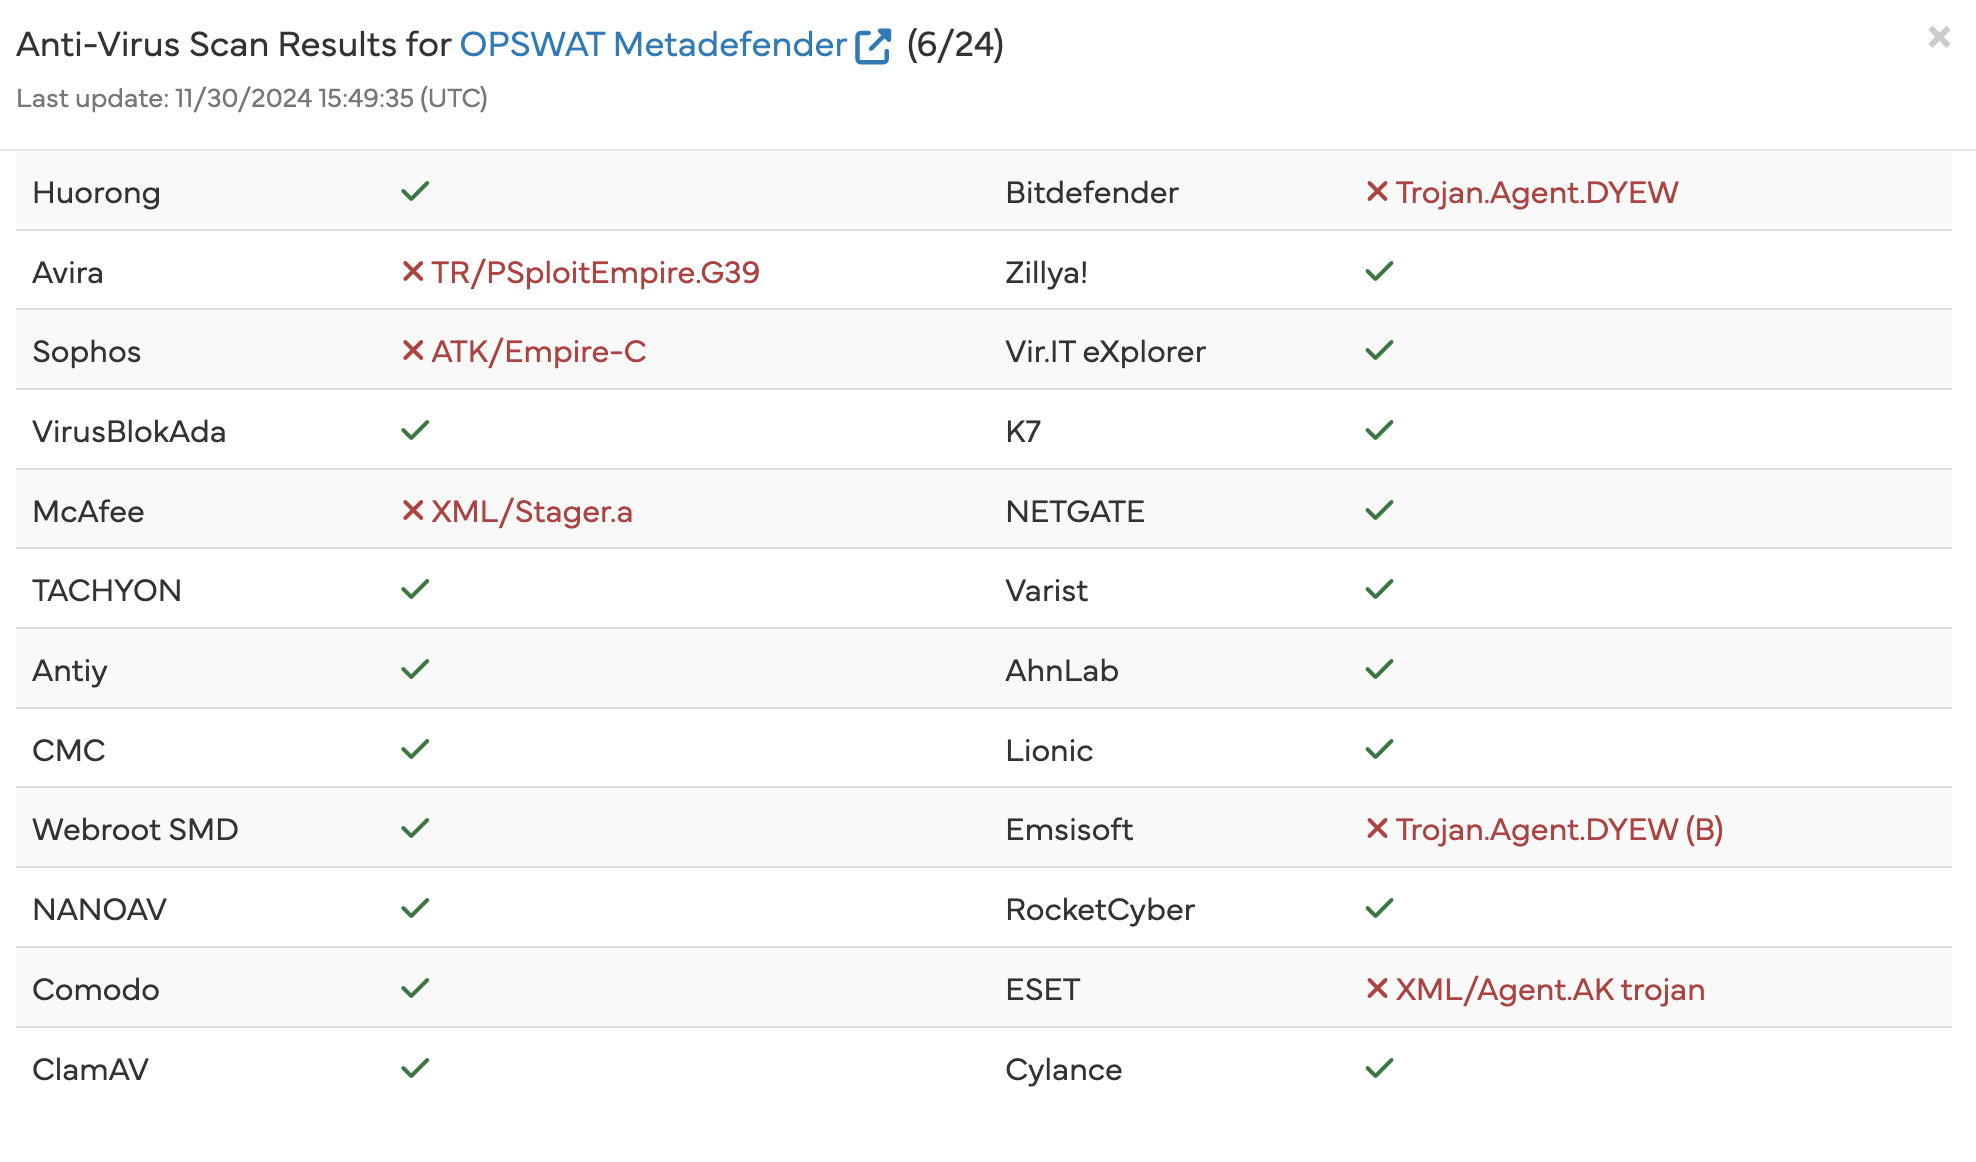 Anti-Virus Scan Results for OPSWAT Metadefender (6/24)
Last update: 11/30/2024 15:49:35 (UTC)
Huorong Bitdefender Trojan.Agent.DYEW
Avira TR/PSploitEmpire.G39 Zillya!
Sophos ATK/Empire-C Vir.IT eXplorer
VirusBlokAda K7
McAfee XML/Stager.a NETGATE
TACHYON Varist
Antiy AhnLab
CMC Lionic
Webroot SMD Emsisoft Trojan.Agent.DYEW (B)
NANOAV RocketCyber
Comodo ESET XML/Agent.AK trojan
ClamAV Cylance